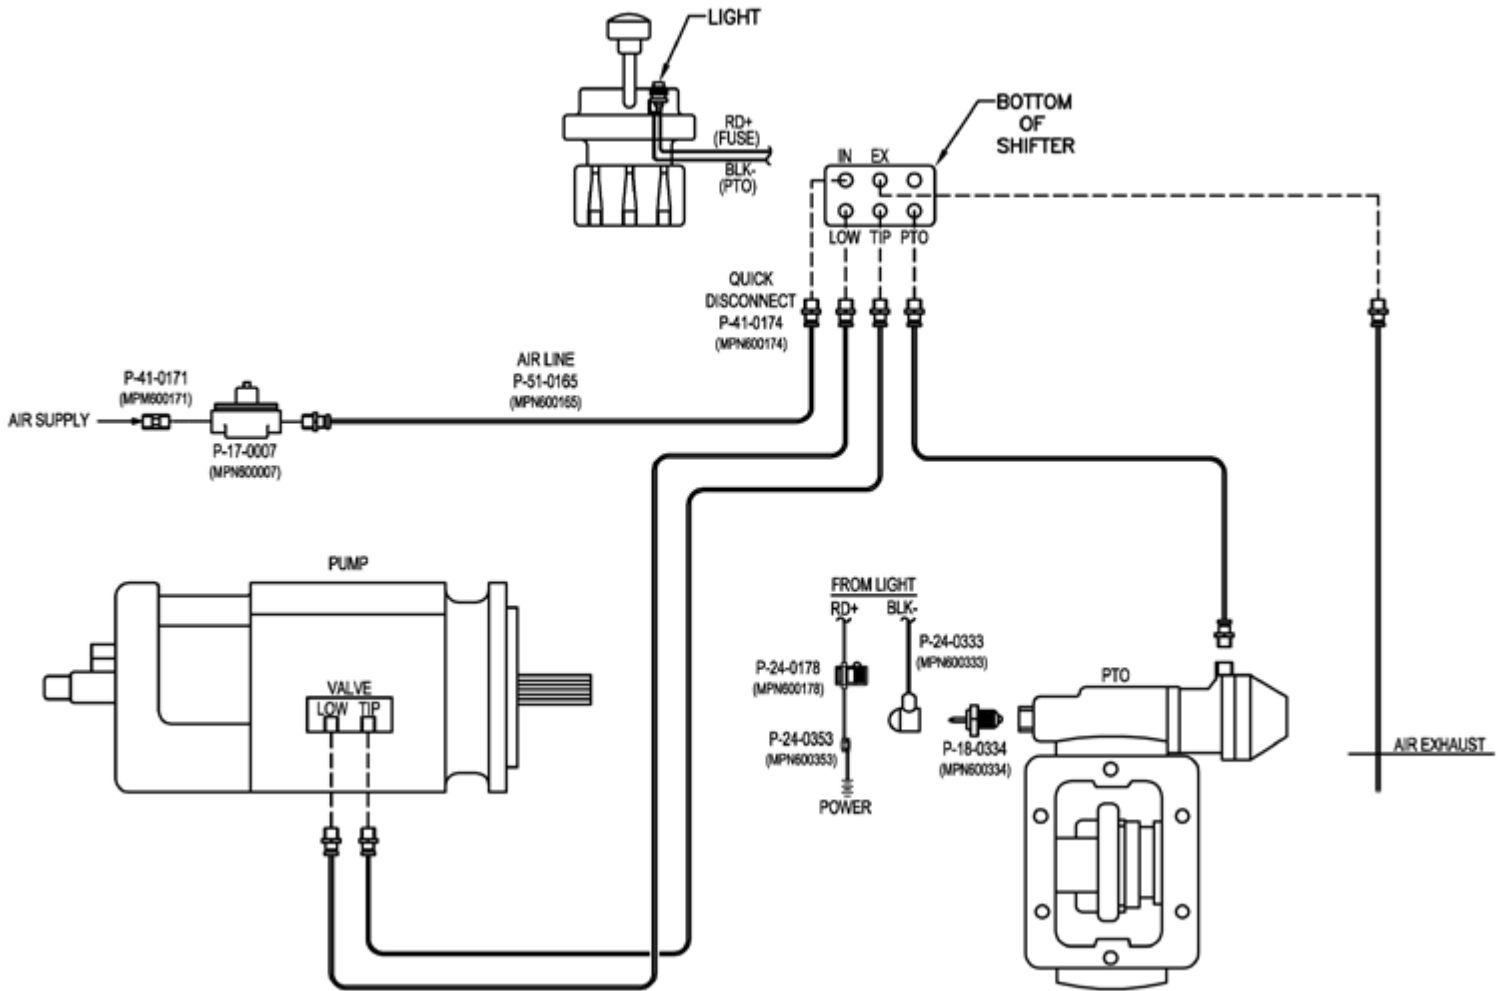 LIGHT
RD+
(FUSE)
BLK-
(PTO)
BOTTOM
OF
SHIFTER
IN EX
LOW TIP PTO
QUICK
DISCONNECT
P-41-0174
(MPN600174)
AIR LINE
P-51-0165
(MPN600165)
P-41-0171
(MPM600171)
AIR SUPPLY
P-17-0007
(MPN600007)
PUMP
VALVE
LOW TIP
FROM LIGHT
RD+ BLK-
P-24-0333
(MPN600333)
P-24-0178
(MPN600178)
P-24-0353
(MPN600353)
POWER
P-18-0334
(MPN600334)
PTO
AIR EXHAUST